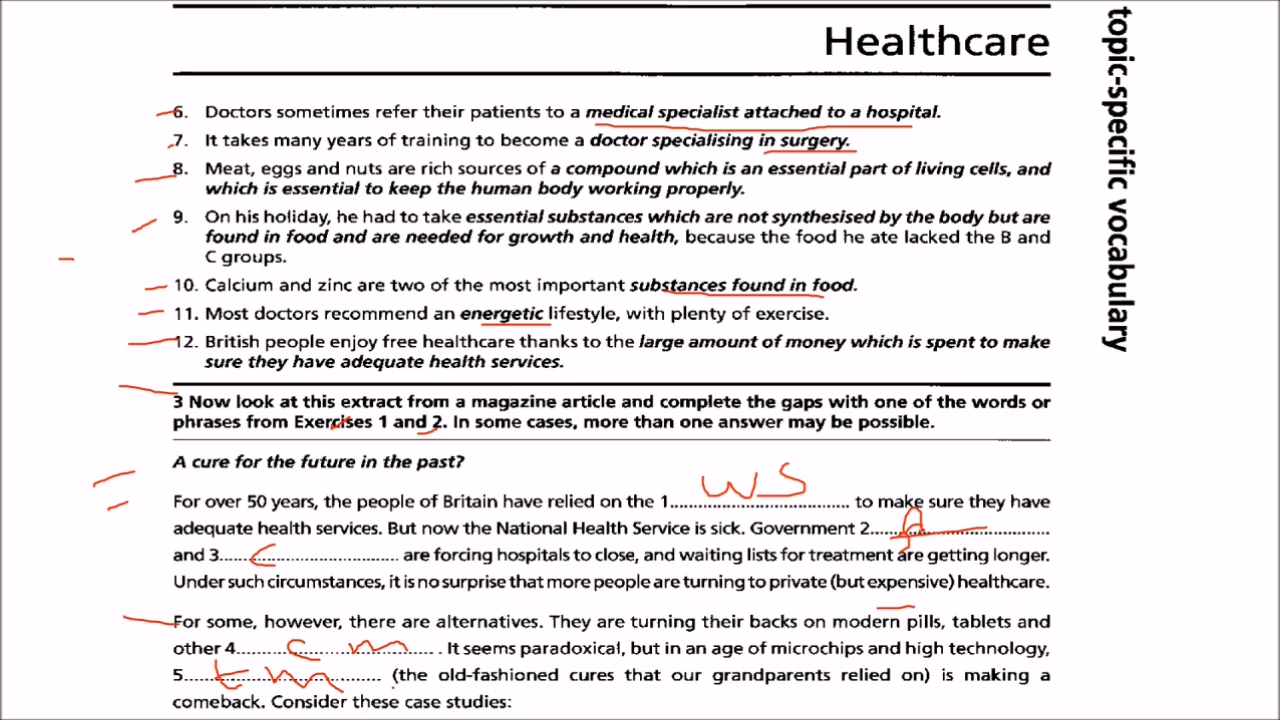 Healthcare
topic-specific vocabulary
6. Doctors sometimes refer their patients to a medical specialist attached to a hospital.
7. It takes many years of training to become a doctor specialising in surgery.
8. Meat, eggs and nuts are rich sources of a compound which is an essential part of living cells, and
which is essential to keep the human body working properly.
9. On his holiday, he had to take essential substances which are not synthesised by the body but are
found in food and are needed for growth and health, because the food he ate lacked the B and
C groups.
10. Calcium and zinc are two of the most important substances found in food.
11. Most doctors recommend an energetic lifestyle, with plenty of exercise.
12. British people enjoy free healthcare thanks to the large amount of money which is spent to make
sure they have adequate health services.
3 Now look at this extract from a magazine article and complete the gaps with one of the words or
phrases from Exercises 1 and 2. In some cases, more than one answer may be possible.
A cure for the future in the past?
For over 50 years, the people of Britain have relied on the 1 WS to make sure they have
adequate health services. But now the National Health Service is sick. Government 2
and 3 C are forcing hospitals to close, and waiting lists for treatment are getting longer.
Under such circumstances, it is no surprise that more people are turning to private (but expensive) healthcare.
For some, however, there are alternatives. They are turning their backs on modern pills, tablets and
other 4 c m . It seems paradoxical, but in an age of microchips and high technology,
5 t m (the old-fashioned cures that our grandparents relied on) is making a
comeback. Consider these case studies: